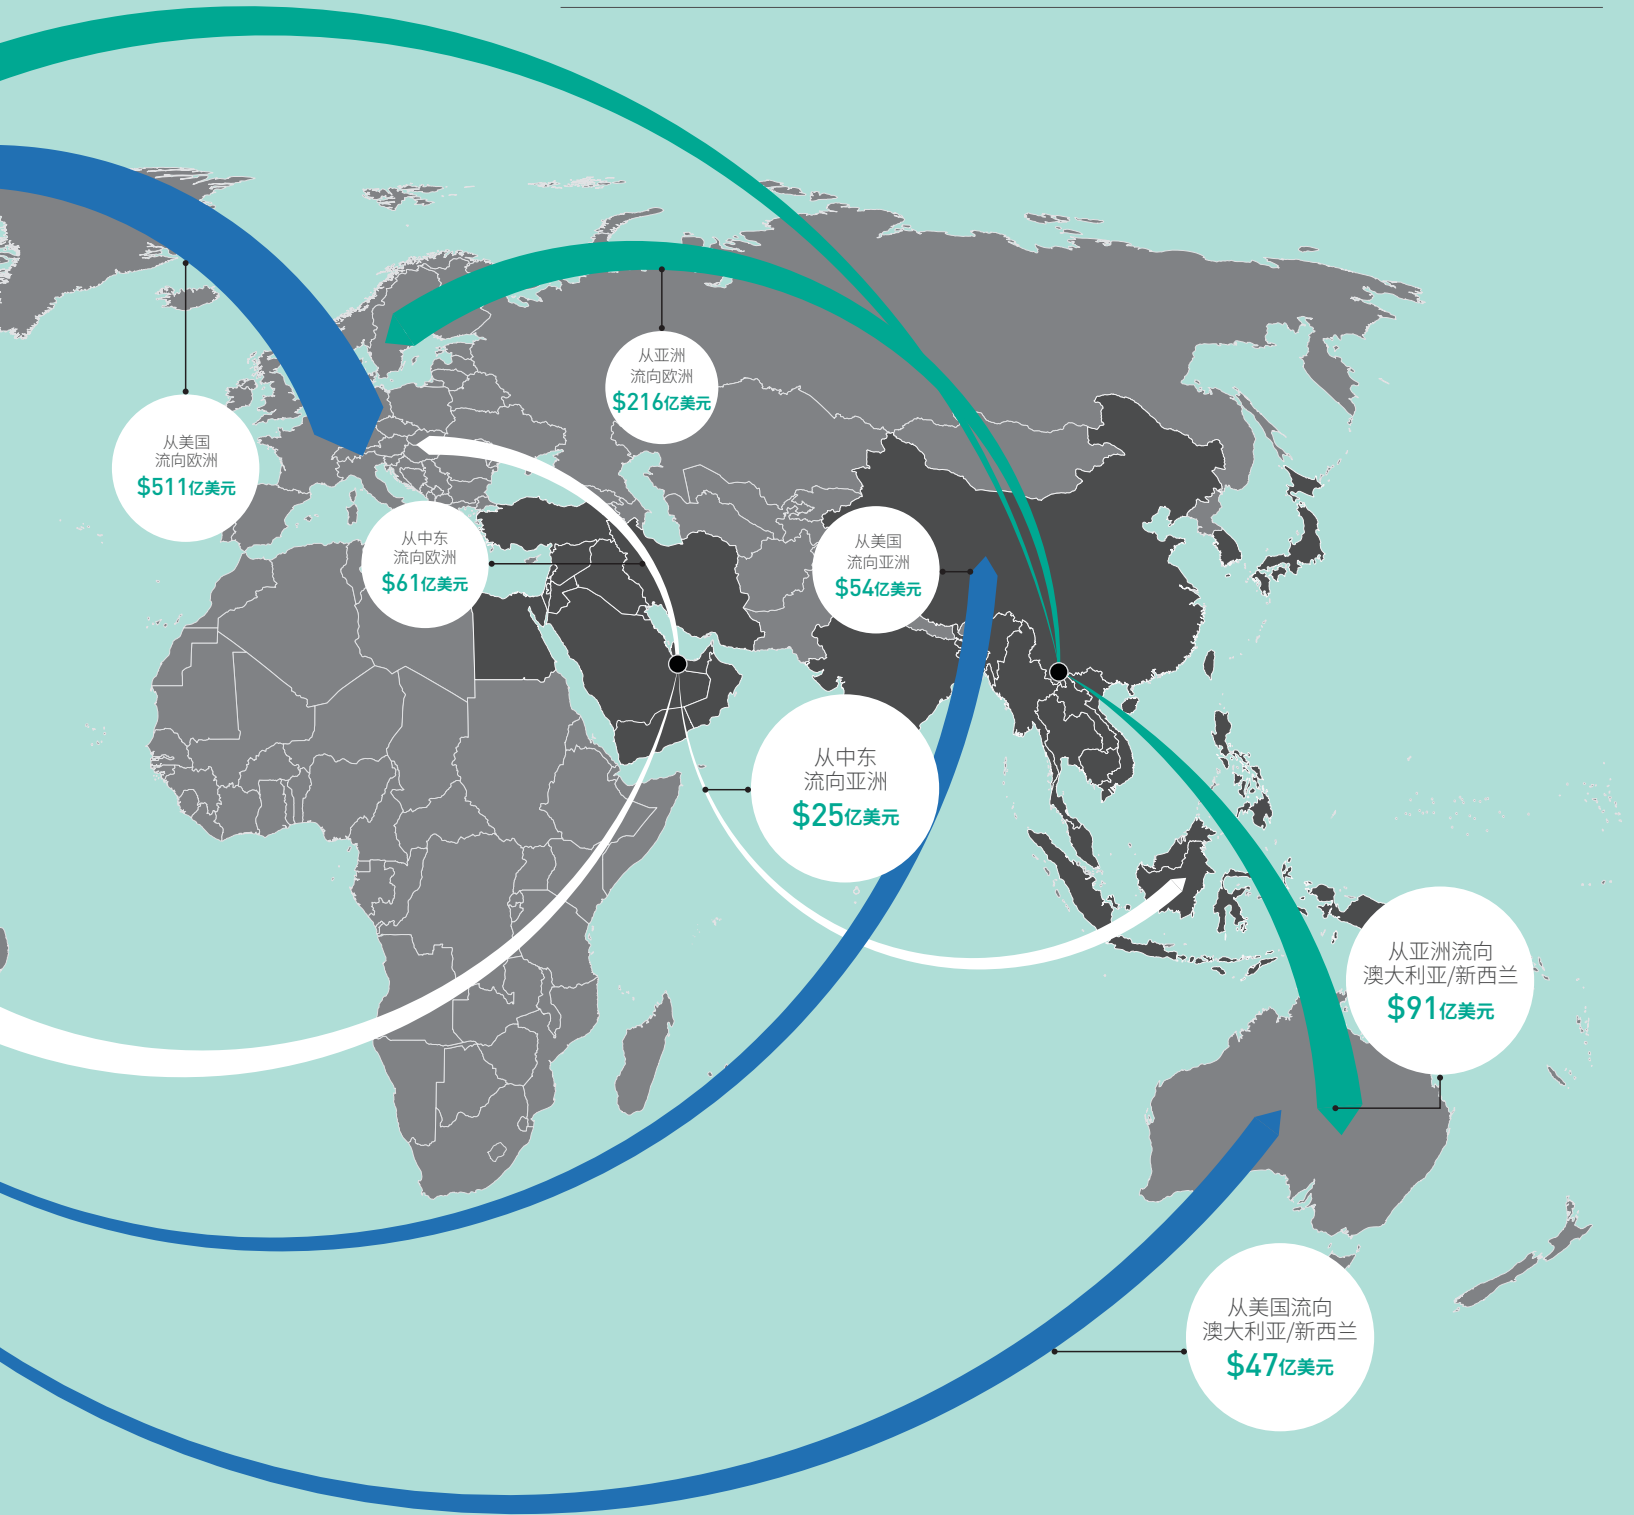 从亚洲
流向欧洲
$216亿美元
从美国
流向欧洲
$511亿美元
从中东
流向欧洲
$61亿美元
从美国
流向亚洲
$54亿美元
从中东
流向亚洲
$25亿美元
从亚洲流向
澳大利亚/新西兰
$91亿美元
从美国流向
澳大利亚/新西兰
$47亿美元